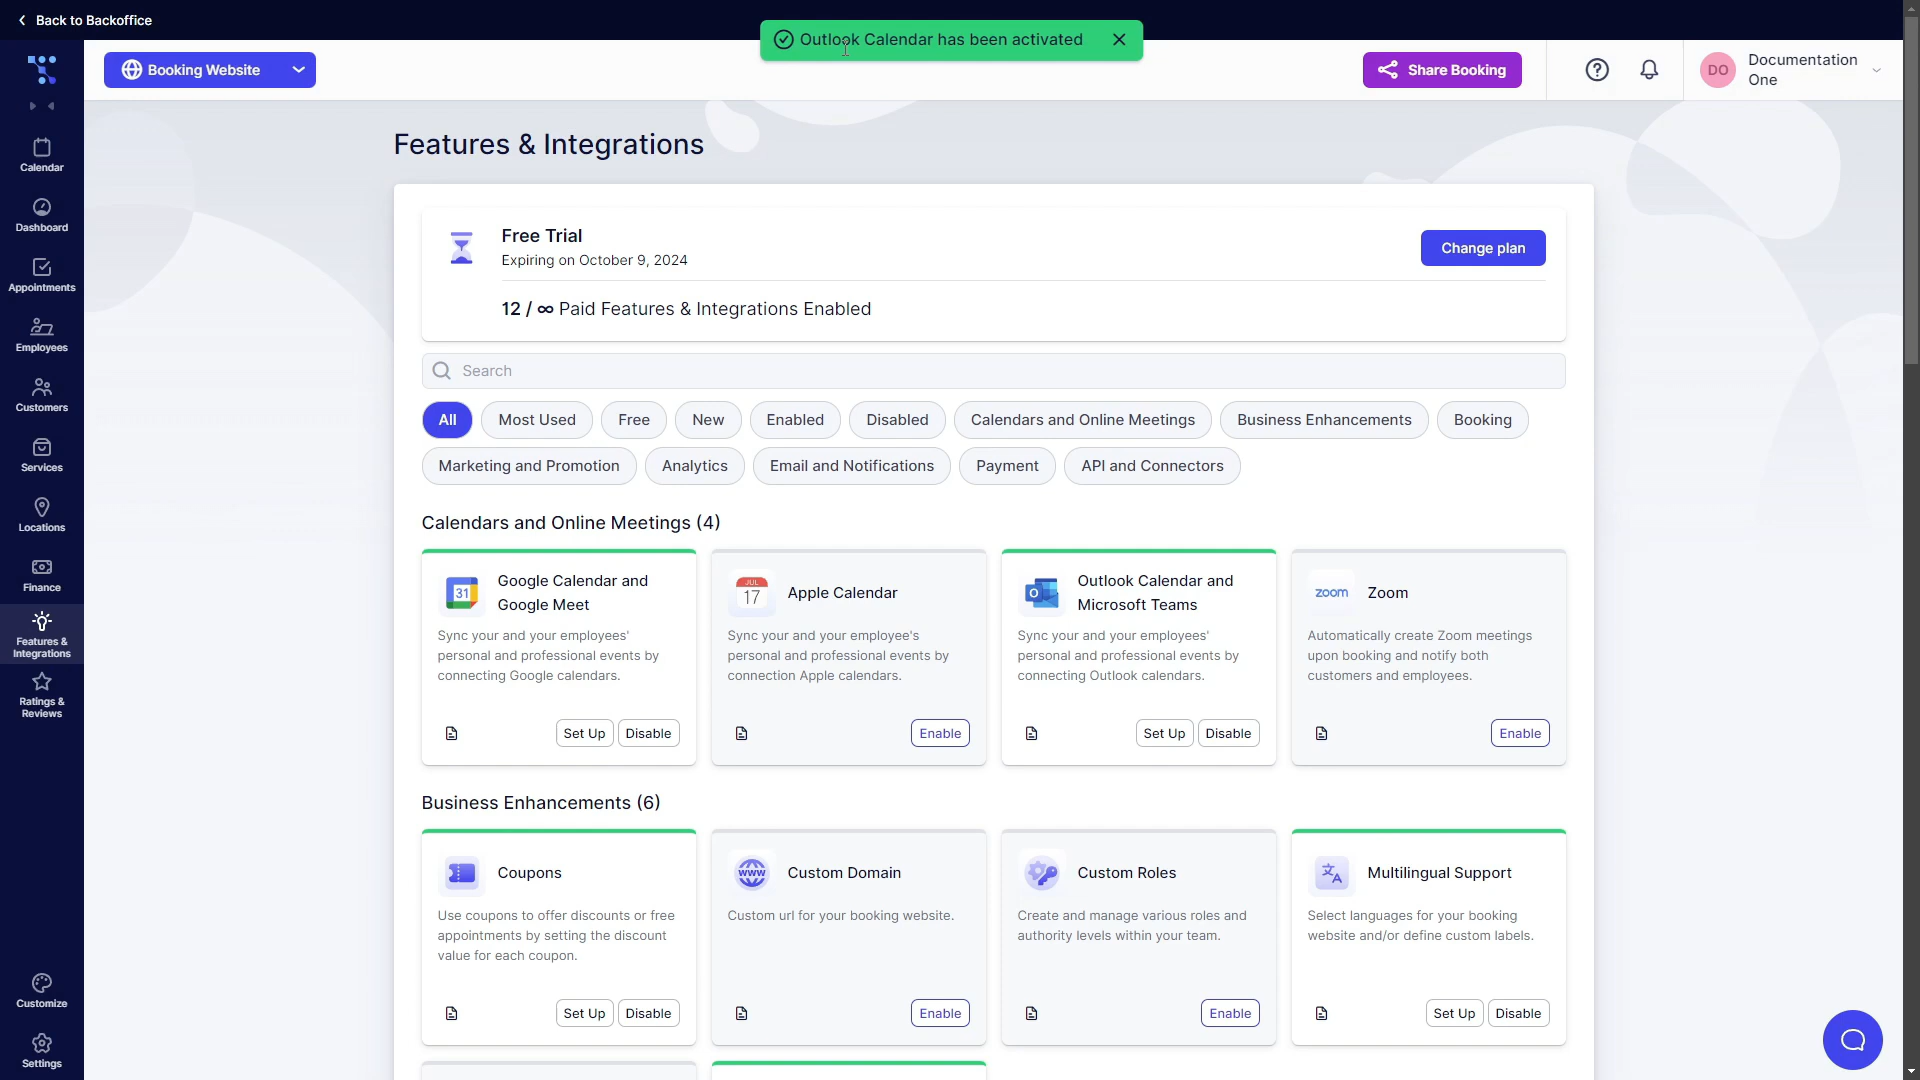 Back to Backoffice
Outlook Calendar has been activated
Booking Website
Share Booking
DO
Documentation
One
Calendar
Dashboard
Appointments
Employees
Customers
Services
Locations
Finance
Features &
Integrations
Ratings &
Reviews
Customize
Settings
Features & Integrations
Free Trial
Expiring on October 9, 2024
Change plan
12 / ∞ Paid Features & Integrations Enabled
Search
All
Most Used
Free
New
Enabled
Disabled
Calendars and Online Meetings
Business Enhancements
Booking
Marketing and Promotion
Analytics
Email and Notifications
Payment
API and Connectors
Calendars and Online Meetings (4)
31
Google Calendar and
Google Meet
Sync your and your employees'
personal and professional events by
connecting Google calendars.
Set Up
Disable
JUL
17
Apple Calendar
Sync your and your employee's
personal and professional events by
connection Apple calendars.
Enable
O
Outlook Calendar and
Microsoft Teams
Sync your and your employees'
personal and professional events by
connecting Outlook calendars.
Set Up
Disable
zoom
Zoom
Automatically create Zoom meetings
upon booking and notify both
customers and employees.
Enable
Business Enhancements (6)
Coupons
Use coupons to offer discounts or free
appointments by setting the discount
value for each coupon.
Set Up
Disable
www
Custom Domain
Custom url for your booking website.
Enable
Custom Roles
Create and manage various roles and
authority levels within your team.
Enable
文A
Multilingual Support
Select languages for your booking
website and/or define custom labels.
Set Up
Disable